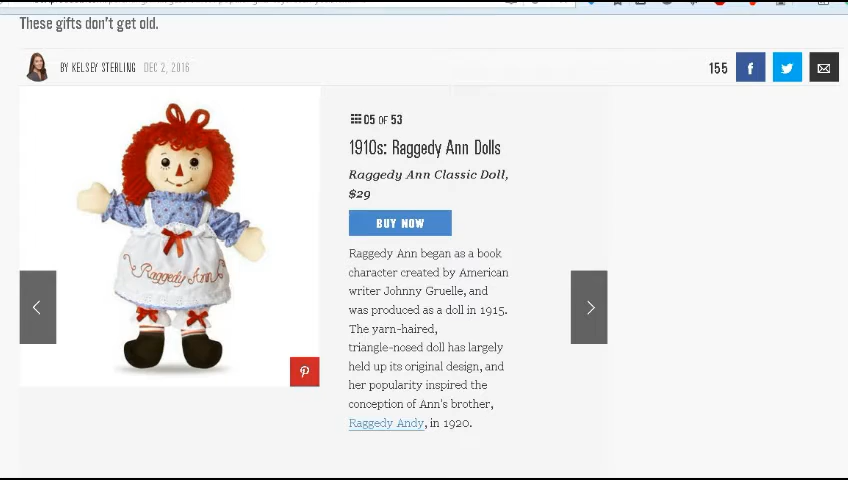 These gifts don't get old.
BY KELSEY STERLING DEC 2, 2016
155
05 OF 53
1910s: Raggedy Ann Dolls
Raggedy Ann Classic Doll,
$29
BUY NOW
Raggedy Ann began as a book
character created by American
writer Johnny Gruelle, and
was produced as a doll in 1915.
The yarn-haired,
triangle-nosed doll has largely
held up its original design, and
her popularity inspired the
conception of Ann's brother,
Raggedy Andy, in 1920.
Raggedy Ann